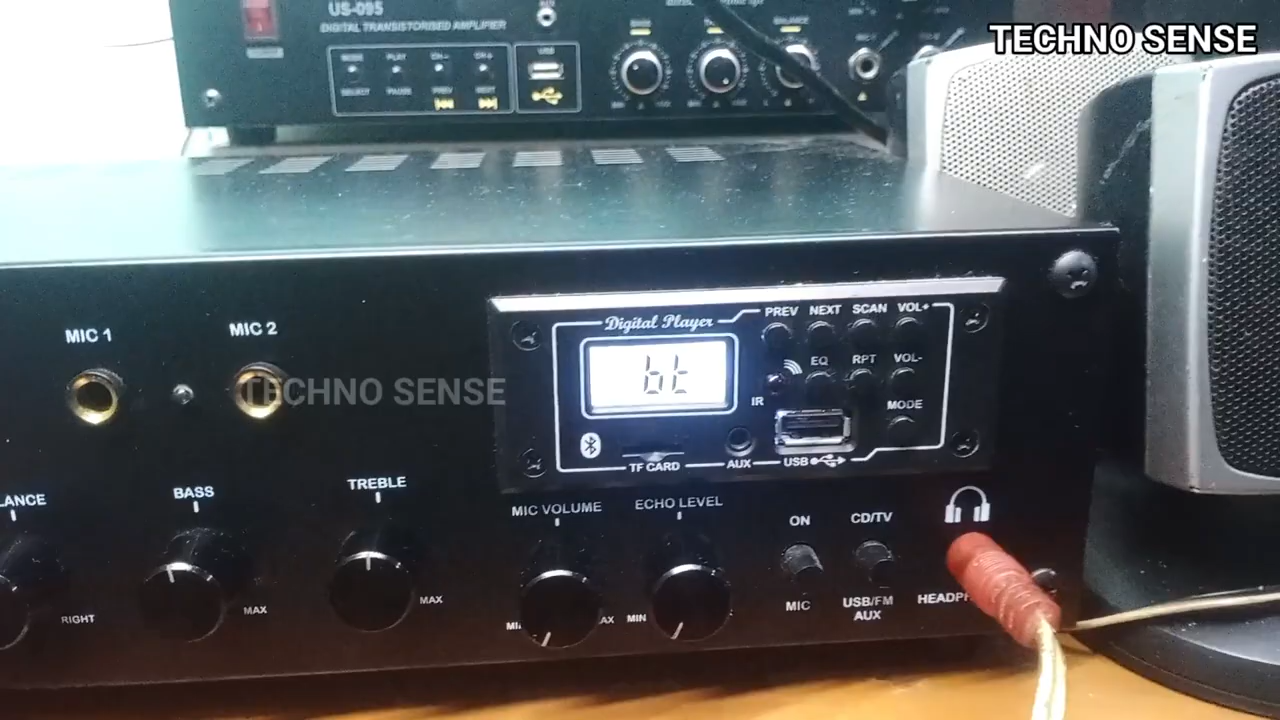 TECHNO SENSE
US-095
DIGITAL TRANSISTORISED AMPLIFIER
MODE PLAY CH- CH+
SELECT PAUSE PREV NEXT
USB
BASS
BALANCE
MIC 1
MIC 2
TECHNO SENSE
Digital Player
PREV NEXT SCAN VOL+
EQ RPT VOL-
IR
MODE
bt
TF CARD AUX USB
LANCE
BASS
TREBLE
MIC VOLUME
ECHO LEVEL
ON
CD/TV
RIGHT
MAX
MAX
MI
AX
MIN
MIC
USB/FM
AUX
HEADPH